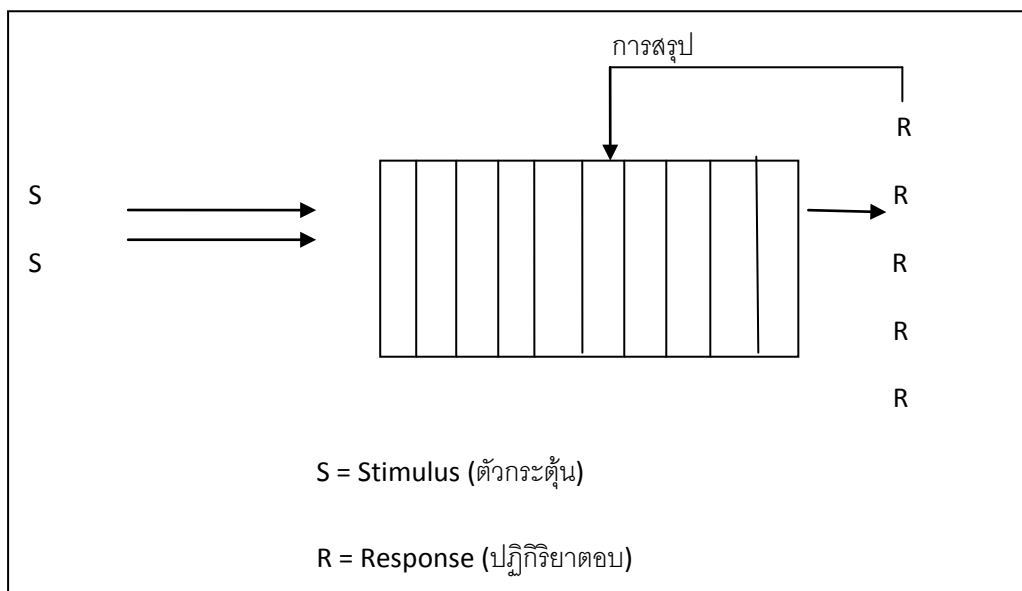 การสรุป
R
S R
S R
R
R
S = Stimulus (ตัวกระตุ้น)
R = Response (ปฏิกิริยาตอบ)